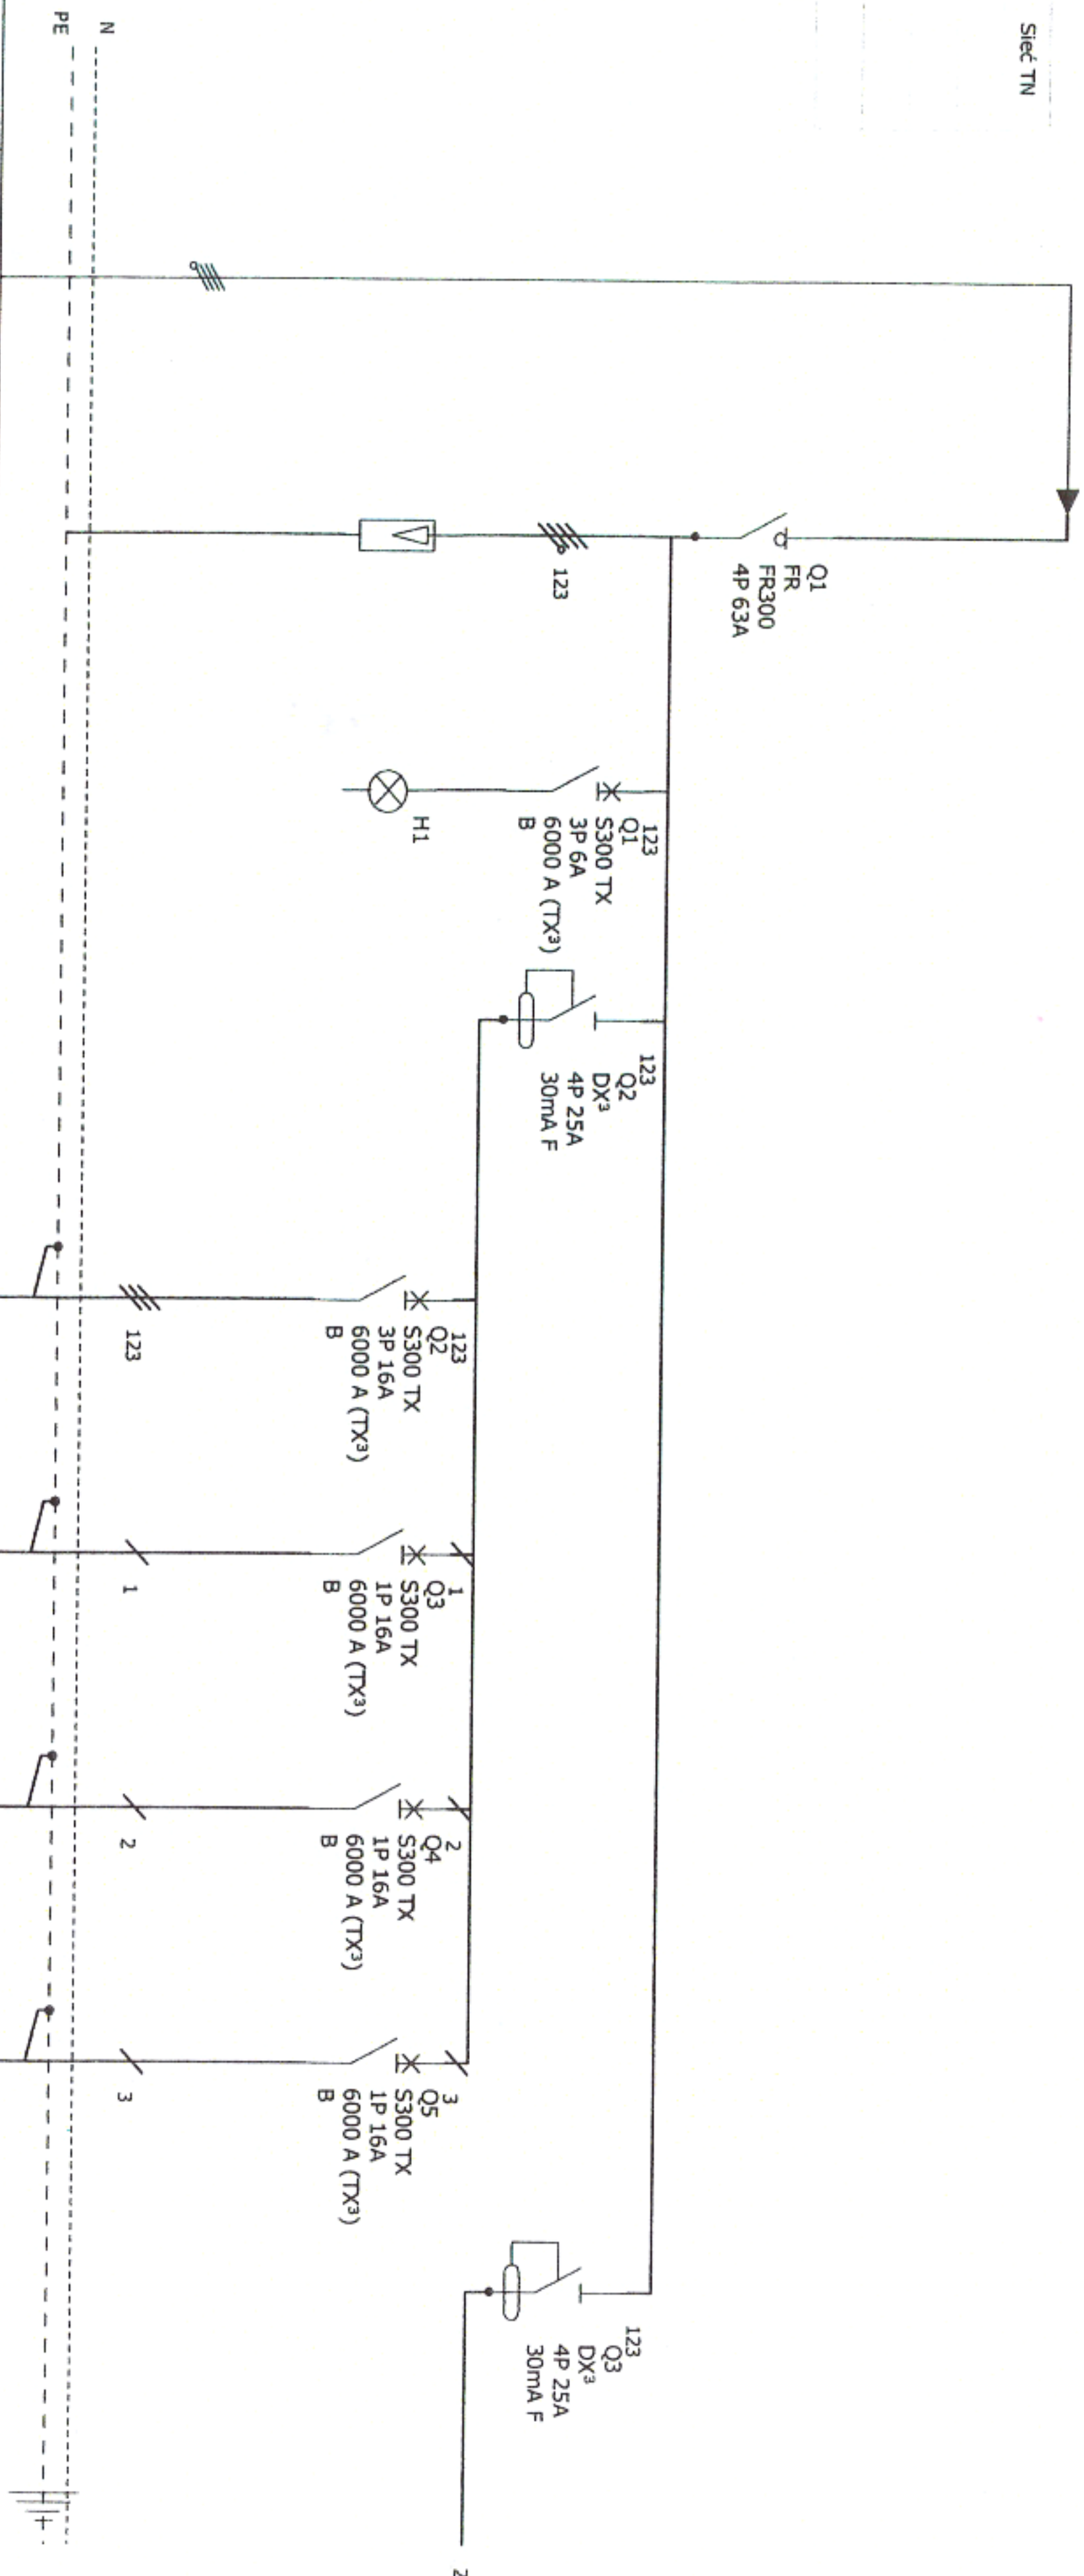 Sieć TN
Q1
FR
FR300
4P 63A
123
123
Q1
S300 TX
3P 6A
6000 A (TX³)
B
H1
123
Q2
DX³
4P 25A
30mA F
123
Q2
S300 TX
3P 16A
6000 A (TX³)
B
1
Q3
S300 TX
1P 16A
6000 A (TX³)
B
2
Q4
S300 TX
1P 16A
6000 A (TX³)
B
3
Q5
S300 TX
1P 16A
6000 A (TX³)
B
123
Q3
DX³
4P 25A
30mA F
123
1
2
3
N
PE